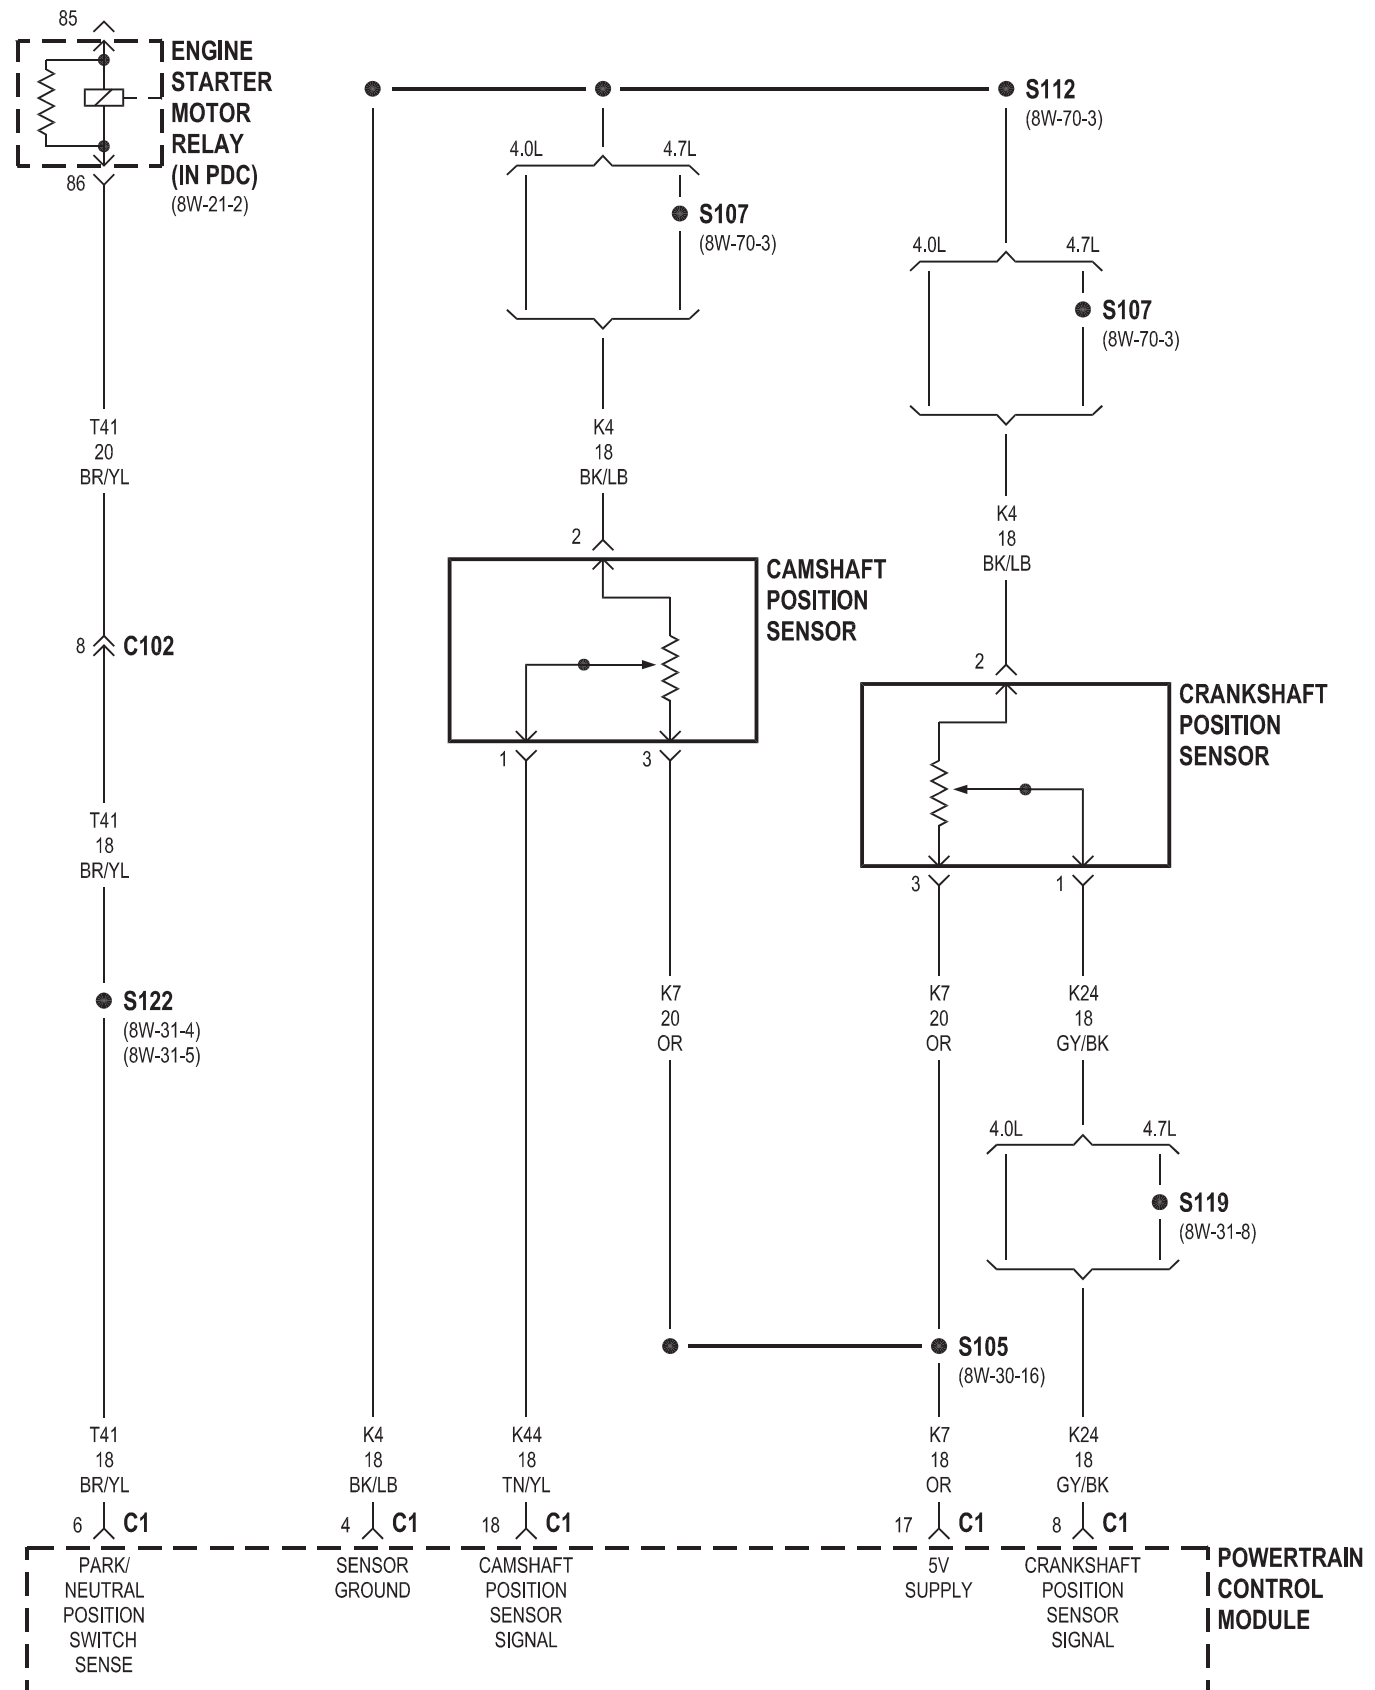 85
ENGINE
STARTER
MOTOR
RELAY
(IN PDC)
(8W-21-2)
86
S112
(8W-70-3)
4.0L
4.7L
S107
(8W-70-3)
4.0L
4.7L
S107
(8W-70-3)
T41
20
BR/YL
K4
18
BK/LB
K4
18
BK/LB
2
CAMSHAFT
POSITION
SENSOR
1
3
8
C102
2
CRANKSHAFT
POSITION
SENSOR
3
1
T41
18
BR/YL
S122
(8W-31-4)
(8W-31-5)
K7
20
OR
K7
20
OR
K24
18
GY/BK
4.0L
4.7L
S119
(8W-31-8)
S105
(8W-30-16)
T41
18
BR/YL
K4
18
BK/LB
K44
18
TN/YL
K7
18
OR
K24
18
GY/BK
6
C1
4
C1
18
C1
17
C1
8
C1
PARK/
NEUTRAL
POSITION
SWITCH
SENSE
SENSOR
GROUND
CAMSHAFT
POSITION
SENSOR
SIGNAL
5V
SUPPLY
CRANKSHAFT
POSITION
SENSOR
SIGNAL
POWERTRAIN
CONTROL
MODULE